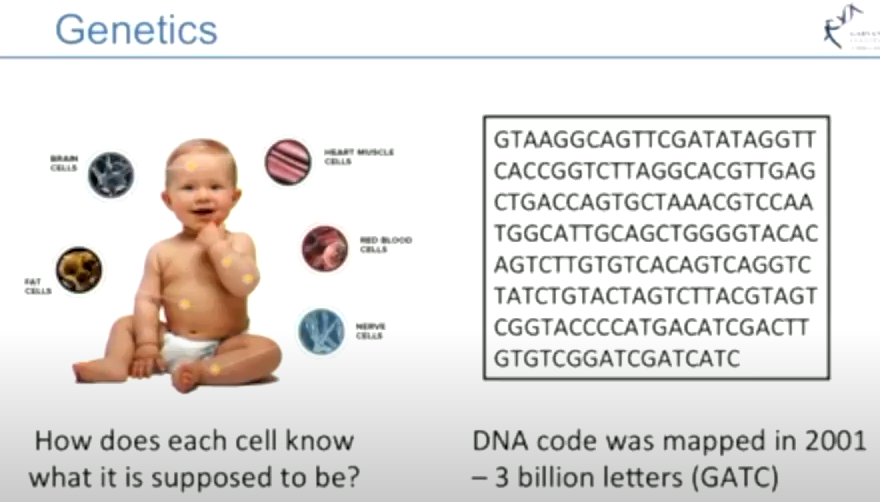 Genetics
BRAIN
CELLS
HEART MUSCLE
CELLS
RED BLOOD
CELLS
FAT
CELLS
NERVE
CELLS
How does each cell know
what it is supposed to be?
GTAAGGCAGTTCGATATAGGTT
CACCGGTCTTAGGCACGTTGAG
CTGACCAGTGCTAAACGTCCAA
TGGCATTGCAGCTGGGGTACAC
AGTCTTGTGTCACAGTCAGGTC
TATCTGTACTAGTCTTACGTAGT
CGGTACCCCATGACATCGACTT
GTGTCGGATCGATCATC
DNA code was mapped in 2001
– 3 billion letters (GATC)